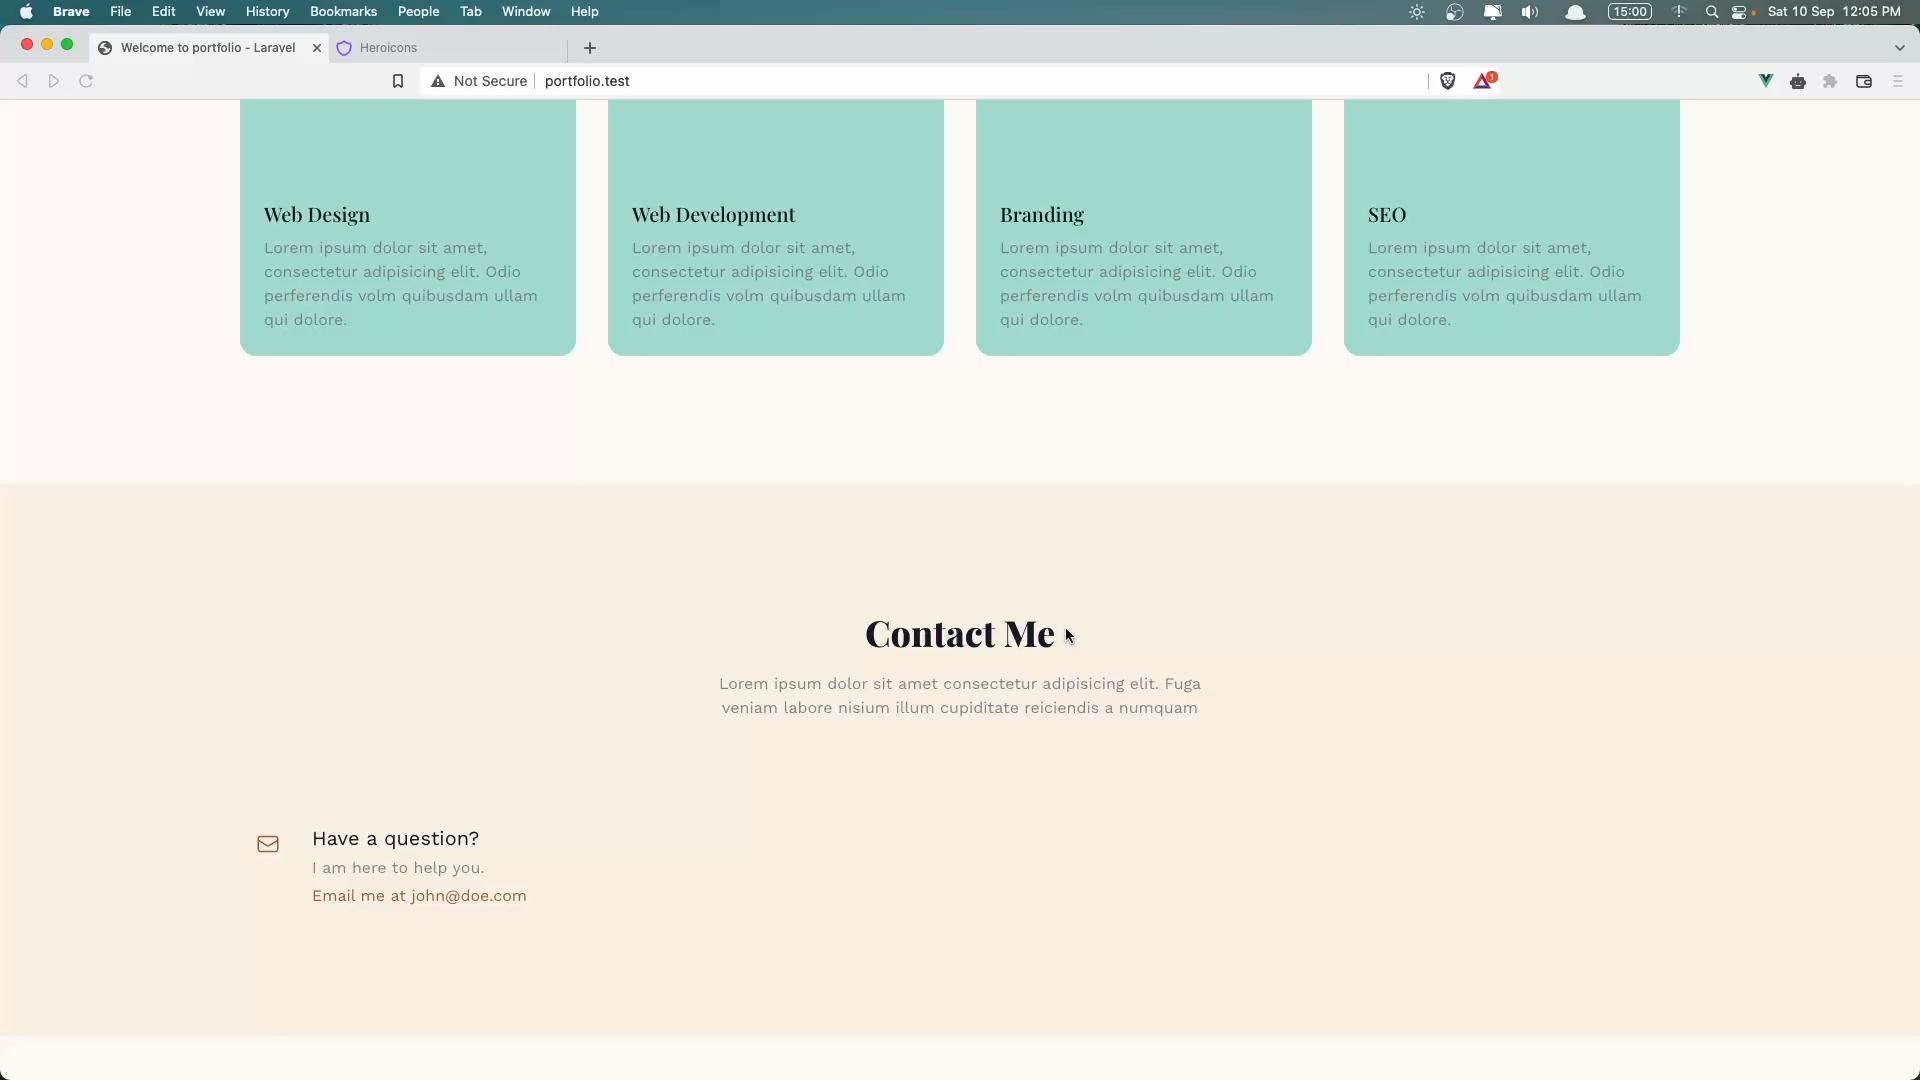 Brave File Edit View History Bookmarks People Tab Window Help 15:00 Sat 10 Sep 12:05 PM
Welcome to portfolio - Laravel Heroicons
Not Secure portfolio.test 1
Web Design
Lorem ipsum dolor sit amet,
consectetur adipisicing elit. Odio
perferendis volm quibusdam ullam
qui dolore.
Web Development
Lorem ipsum dolor sit amet,
consectetur adipisicing elit. Odio
perferendis volm quibusdam ullam
qui dolore.
Branding
Lorem ipsum dolor sit amet,
consectetur adipisicing elit. Odio
perferendis volm quibusdam ullam
qui dolore.
SEO
Lorem ipsum dolor sit amet,
consectetur adipisicing elit. Odio
perferendis volm quibusdam ullam
qui dolore.
Contact Me
Lorem ipsum dolor sit amet consectetur adipisicing elit. Fuga
veniam labore nisium illum cupiditate reiciendis a numquam
Have a question?
I am here to help you.
Email me at john@doe.com